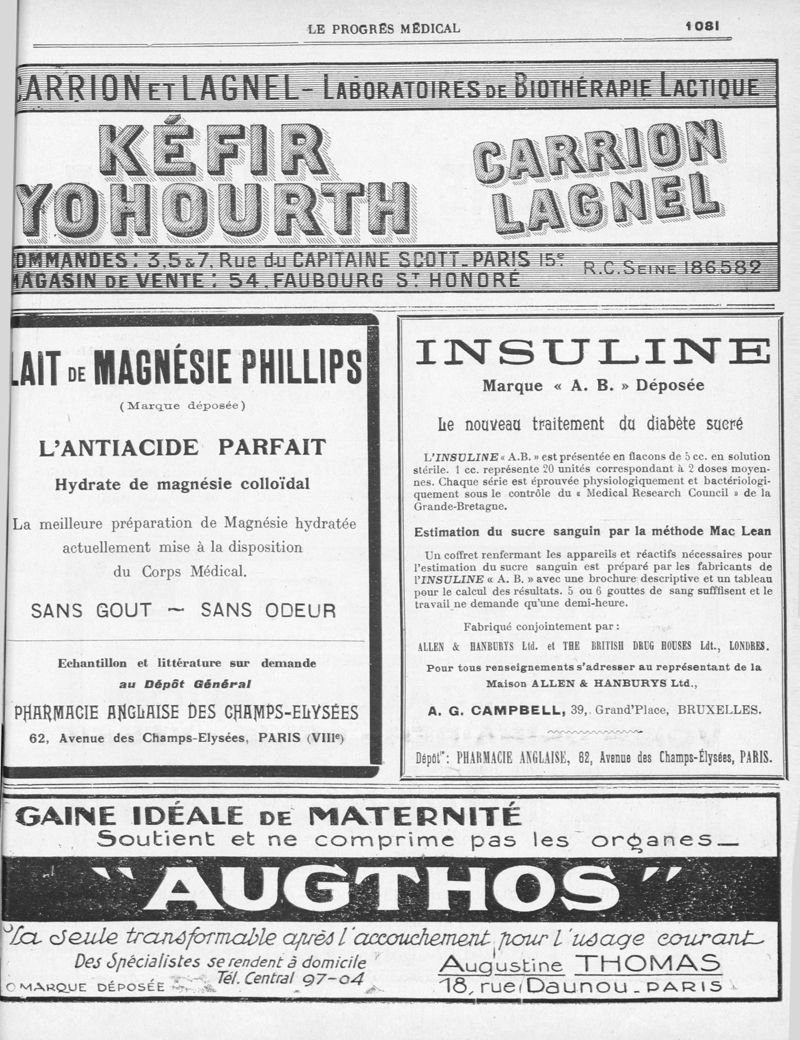 LE PROGRÈS MÉDICAL
1081
CARRION ET LAGNEL - LABORATOIRES DE BIOTHÉRAPIE LACTIQUE
KÉFIR
YOHOURTH
CARRION
LAGNEL
COMMANDES: 3,5 & 7, Rue du CAPITAINE SCOTT-PARIS 15e
MAGASIN DE VENTE: 54, FAUBOURG ST HONORÉ
R.C. SEINE 186.582
LAIT DE MAGNÉSIE PHILLIPS
(Marque déposée)
L'ANTIACIDE PARFAIT
Hydrate de magnésie colloïdal
La meilleure préparation de Magnésie hydratée
actuellement mise à la disposition
du Corps Médical.
SANS GOUT ~ SANS ODEUR
Echantillon et littérature sur demande
au Dépôt Général
PHARMACIE ANGLAISE DES CHAMPS-ELYSÉES
62, Avenue des Champs-Elysées, PARIS (VIIIe)
INSULINE
Marque « A. B. » Déposée
Le nouveau traitement du diabète sucré
L'INSULINE « A.B. » est présentée en flacons de 5 cc. en solution
stérile. 1 cc. représente 20 unités correspondant à 2 doses moyen-
nes. Chaque série est éprouvée physiologiquement et bactériologi-
quement sous le contrôle du « Medical Research Council » de la
Grande-Bretagne.
Estimation du sucre sanguin par la méthode Mac Lean
Un coffret renfermant les appareils et réactifs nécessaires pour
l'estimation du sucre sanguin est préparé par les fabricants de
l'INSULINE « A. B. » avec une brochure descriptive et un tableau
pour le calcul des résultats. 5 ou 6 gouttes de sang sufffisent et le
travail ne demande qu'une demi-heure.
Fabriqué conjointement par :
ALLEN & HANBURYS Ltd. et THE BRITISH DRUG HOUSES Ldt., LONDRES.
Pour tous renseignements s'adresser au représentant de la
Maison ALLEN & HANBURYS Ltd.,
A. G. CAMPBELL, 39, Grand'Place, BRUXELLES.
Dépôt: PHARMACIE ANGLAISE, 62, Avenue des Champs-Élysées, PARIS.
GAINE IDÉALE DE MATERNITÉ
Soutient et ne comprime pas les organes_
"AUGTHOS"
La seule transformable après l'accouchement pour l'usage courant
Des Spécialistes se rendent à domicile
Tél. Central 97-04
MARQUE DÉPOSÉE
Augustine THOMAS
18, rue Daunou - PARIS